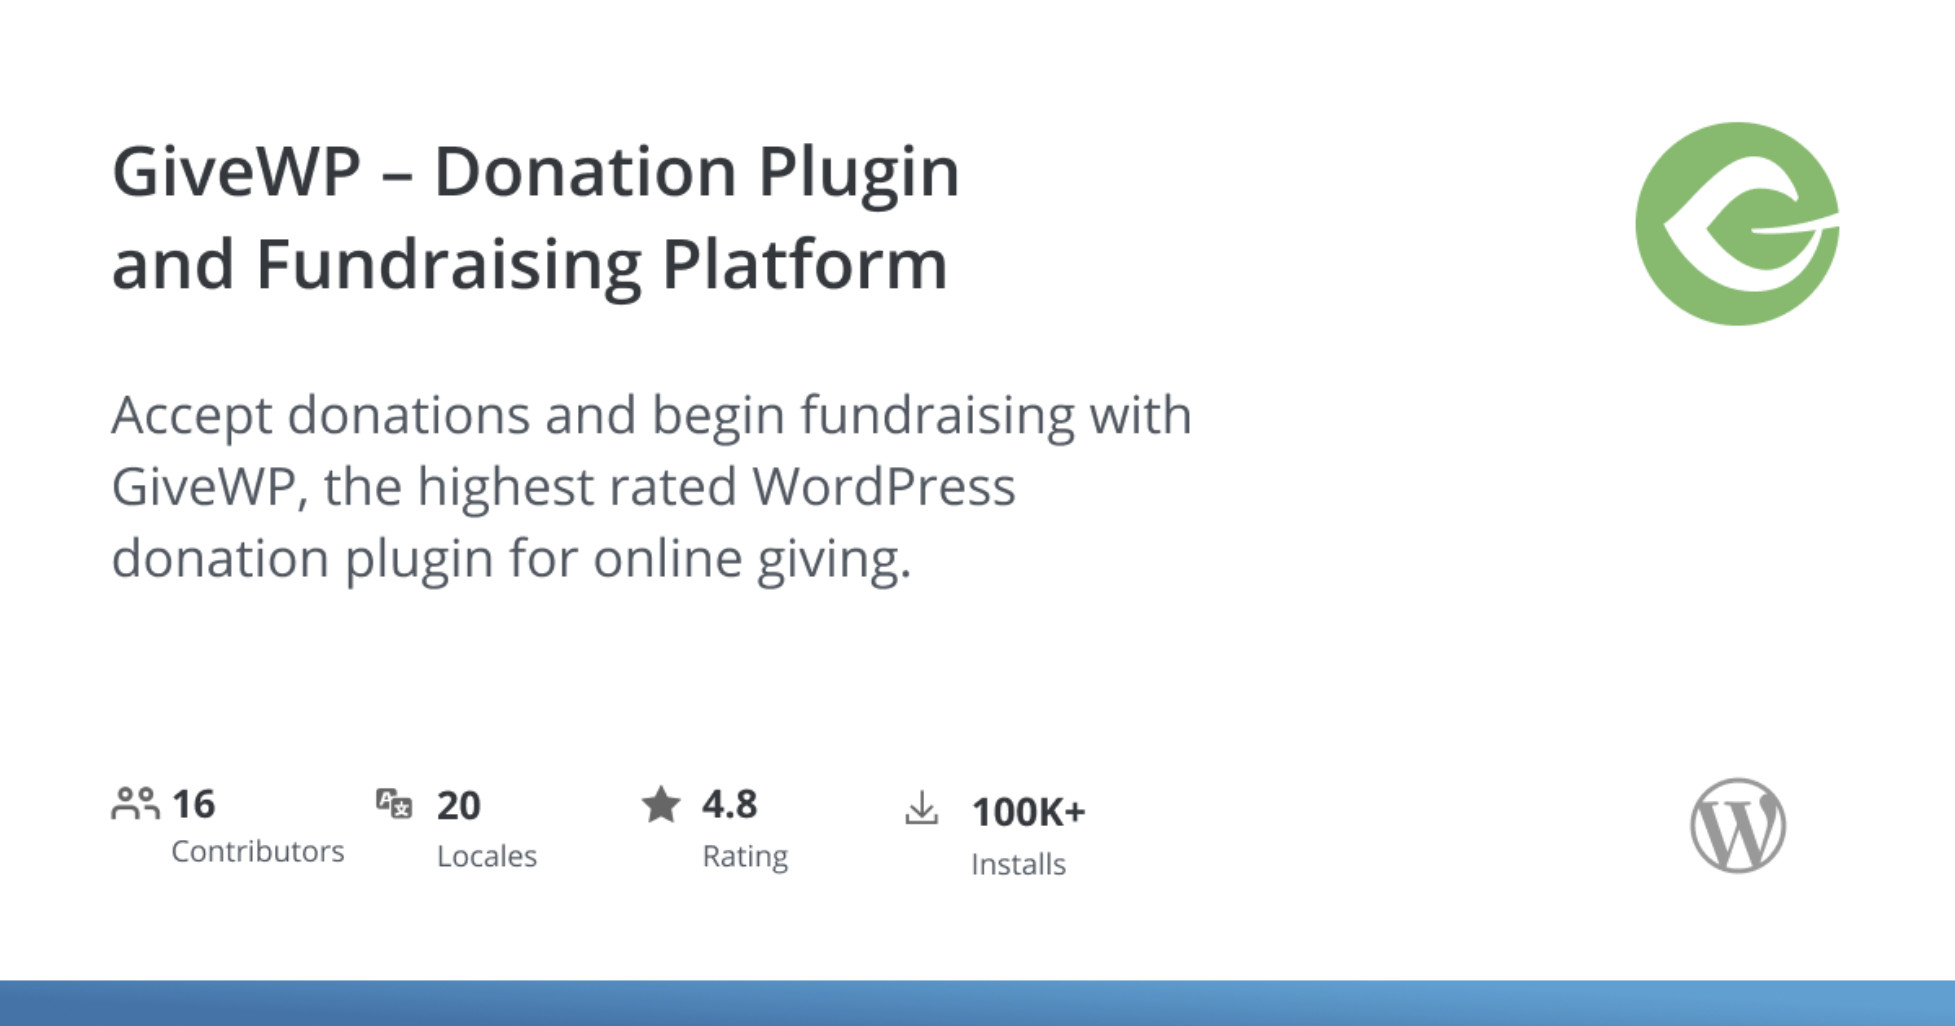 GiveWP – Donation Plugin
and Fundraising Platform
Accept donations and begin fundraising with
GiveWP, the highest rated WordPress
donation plugin for online giving.
16
Contributors
20
Locales
4.8
Rating
100K+
Installs